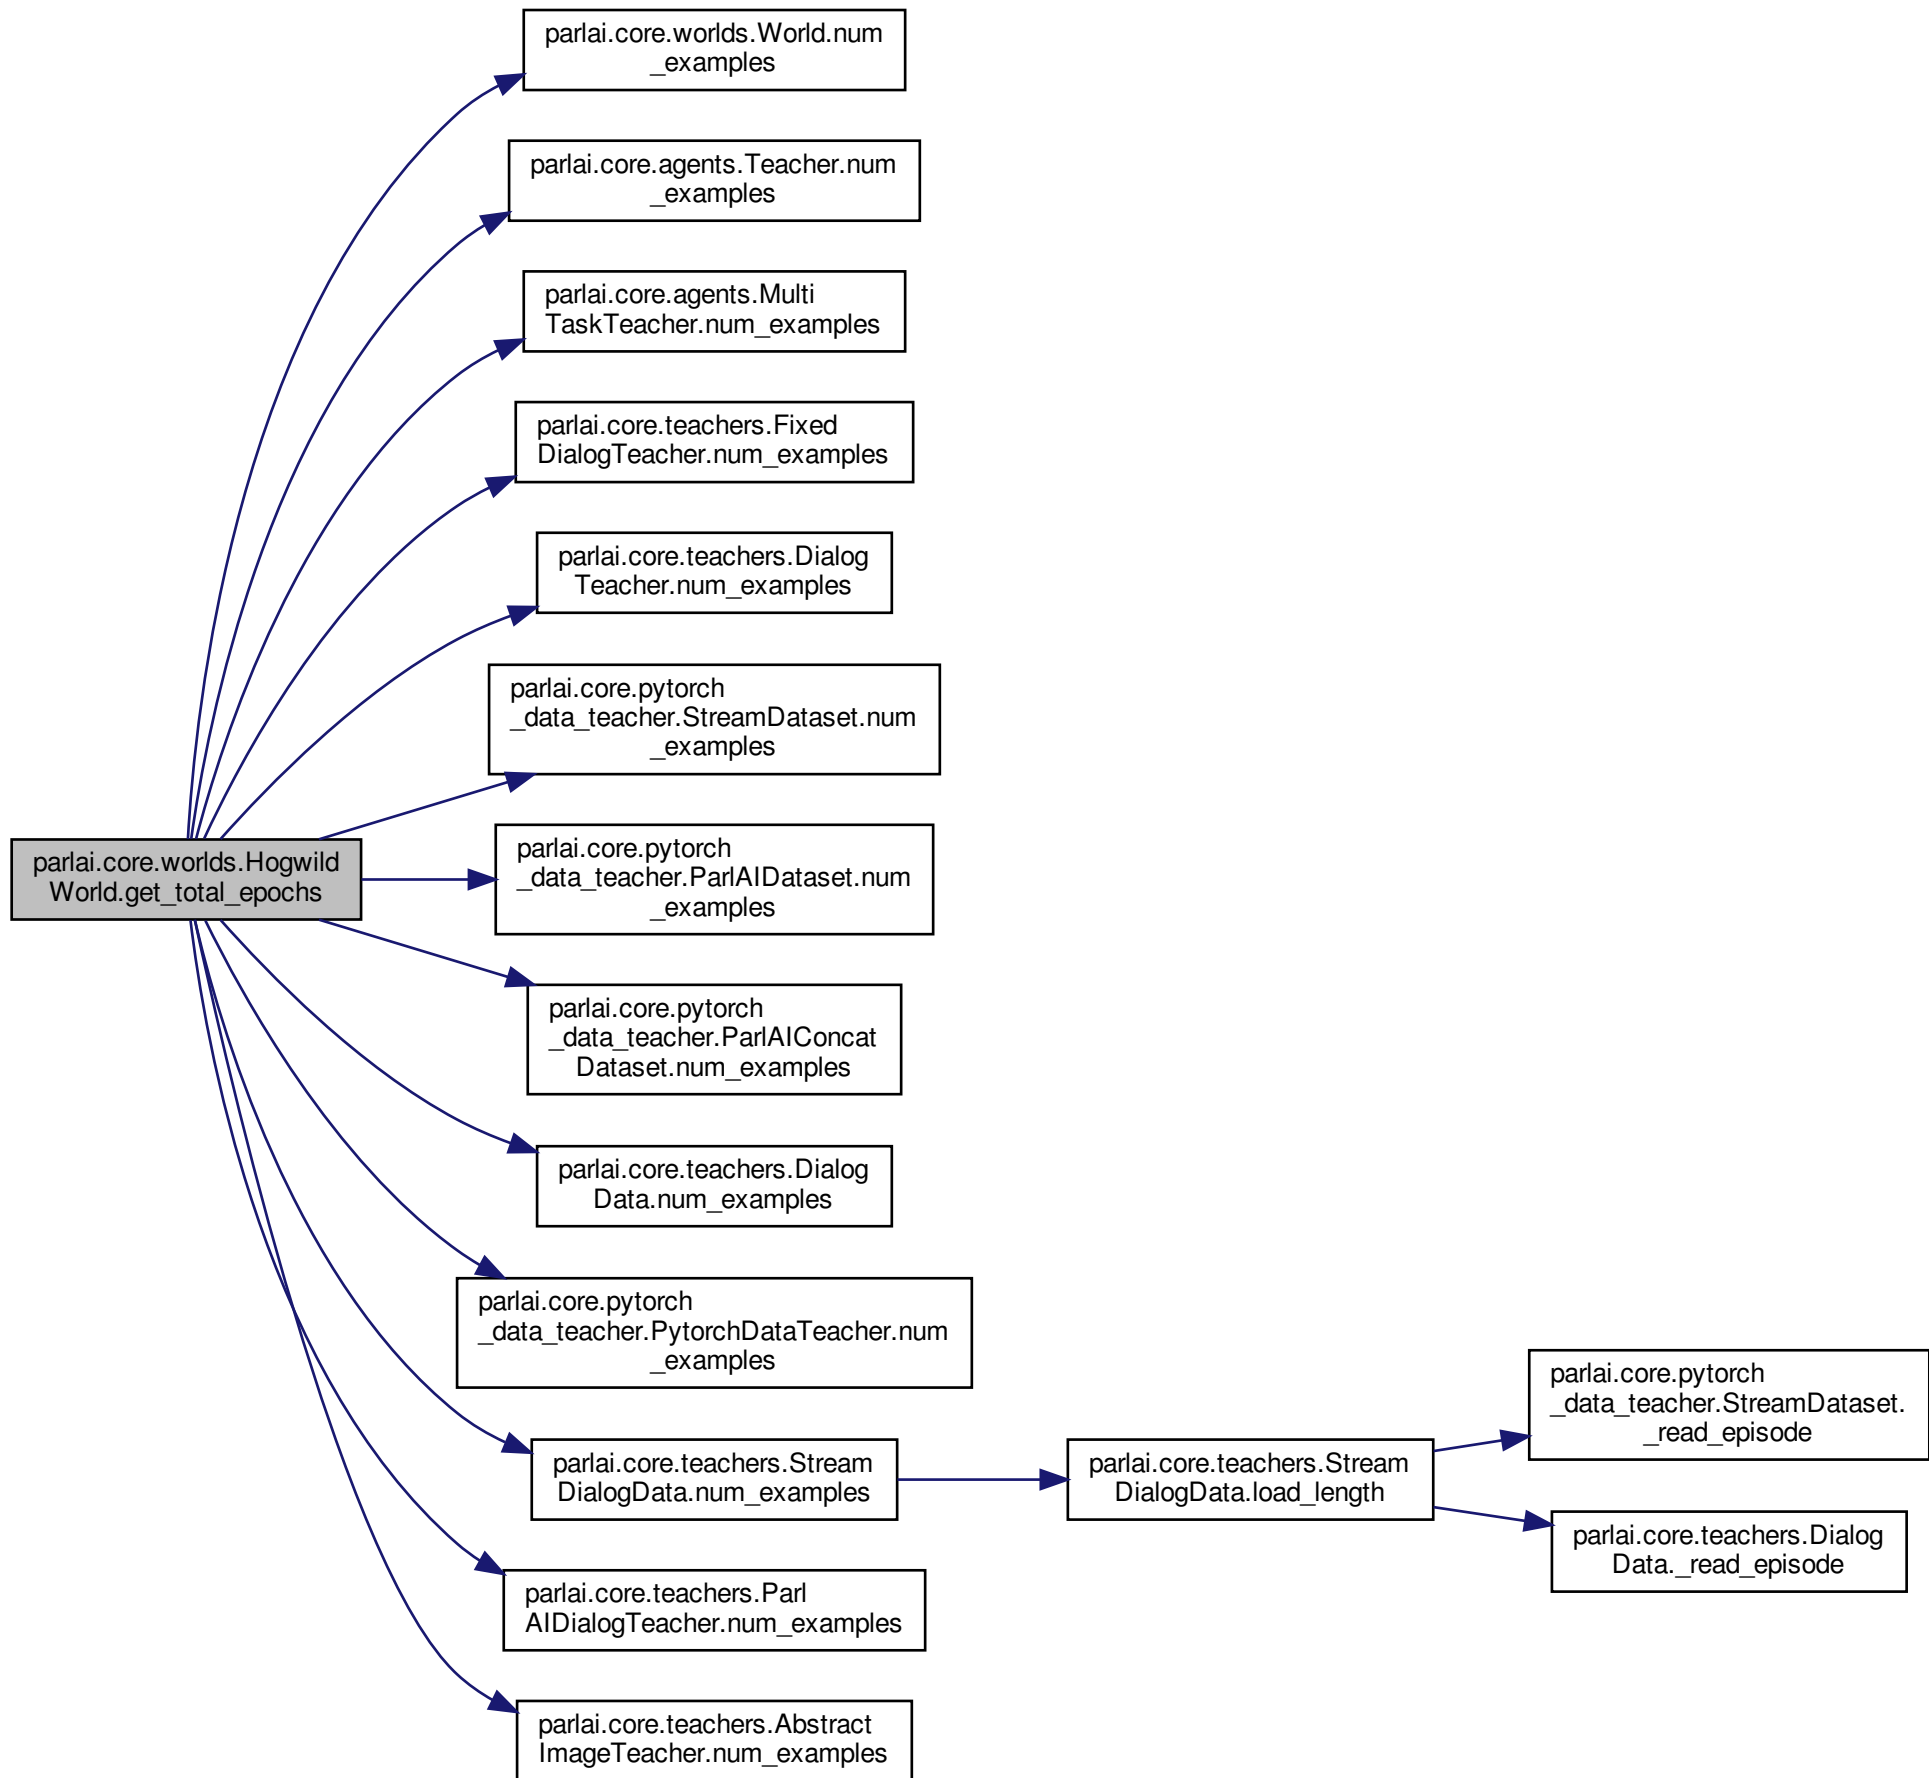 parlai.core.worlds.World.num
_examples
parlai.core.agents.Teacher.num
_examples
parlai.core.agents.Multi
TaskTeacher.num_examples
parlai.core.teachers.Fixed
DialogTeacher.num_examples
parlai.core.teachers.Dialog
Teacher.num_examples
parlai.core.pytorch
_data_teacher.StreamDataset.num
_examples
parlai.core.worlds.Hogwild
World.get_total_epochs
parlai.core.pytorch
_data_teacher.ParlAIDataset.num
_examples
parlai.core.pytorch
_data_teacher.ParlAIConcat
Dataset.num_examples
parlai.core.teachers.Dialog
Data.num_examples
parlai.core.pytorch
_data_teacher.PytorchDataTeacher.num
_examples
parlai.core.teachers.Stream
DialogData.num_examples
parlai.core.teachers.Stream
DialogData.load_length
parlai.core.pytorch
_data_teacher.StreamDataset.
_read_episode
parlai.core.teachers.Dialog
Data._read_episode
parlai.core.teachers.Parl
AIDialogTeacher.num_examples
parlai.core.teachers.Abstract
ImageTeacher.num_examples